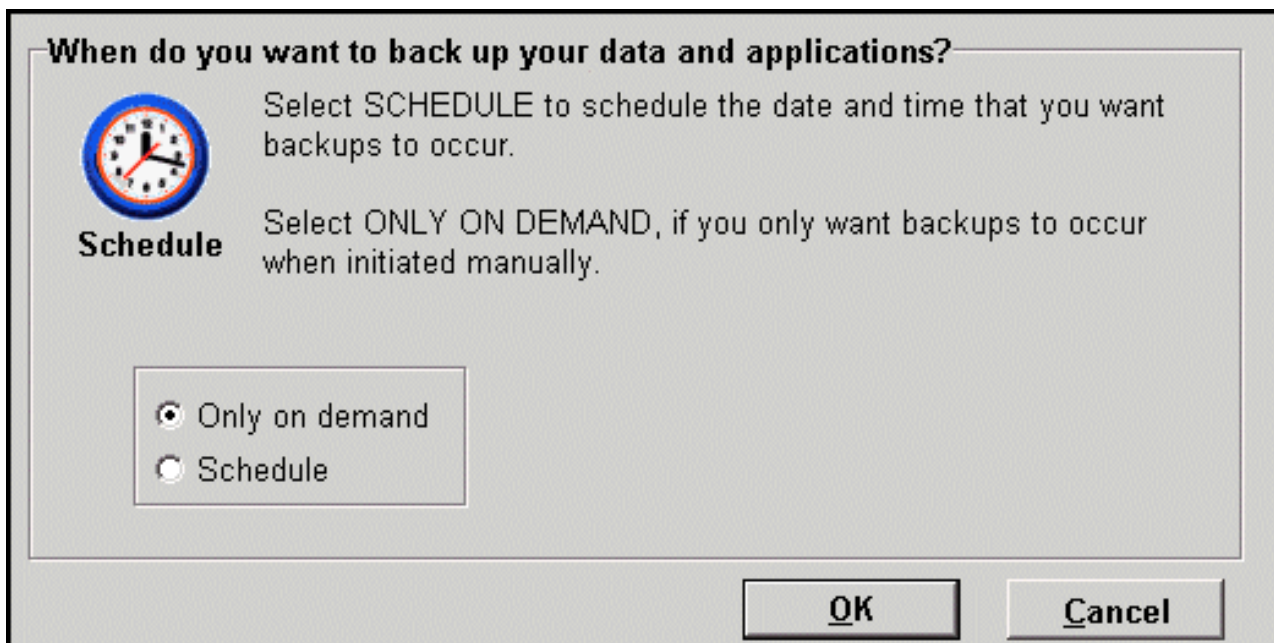 When do you want to back up your data and applications?
Select SCHEDULE to schedule the date and time that you want
backups to occur.
Schedule
Select ONLY ON DEMAND, if you only want backups to occur
when initiated manually.
Only on demand
Schedule
OK
Cancel